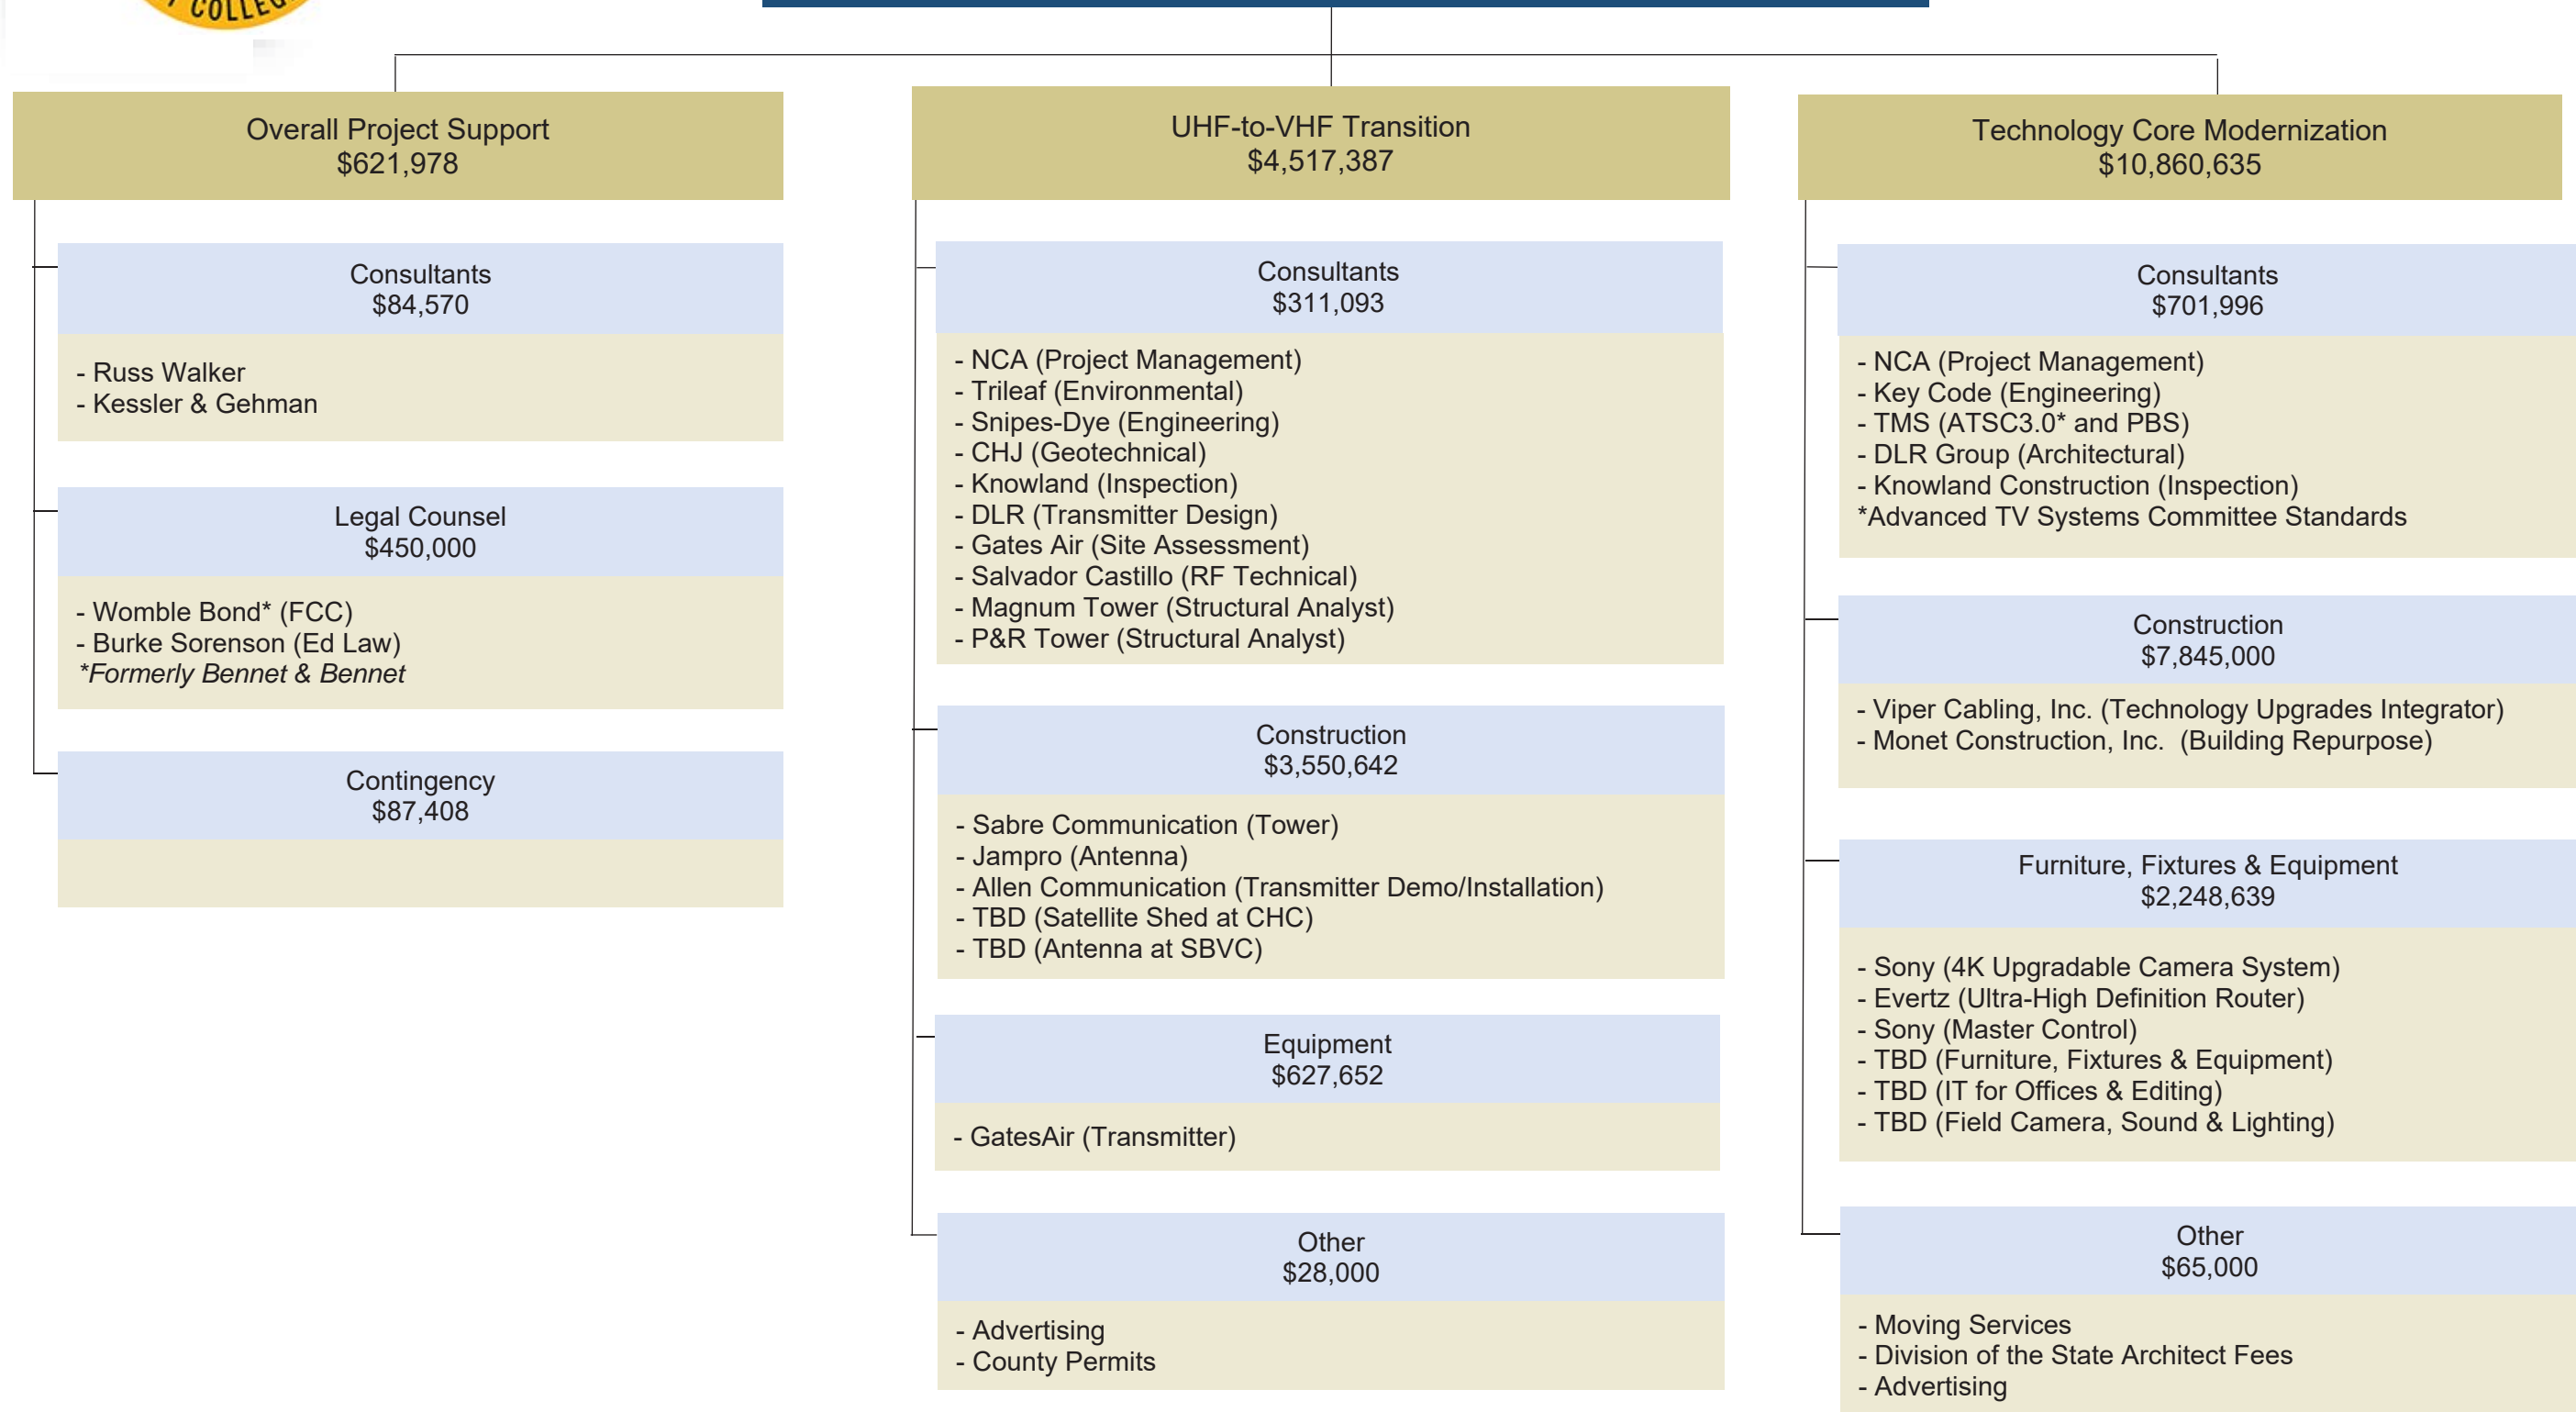 COLLEG
Overall Project Support
$621,978
Consultants
$84,570
- Russ Walker
- Kessler & Gehman
Legal Counsel
$450,000
- Womble Bond* (FCC)
- Burke Sorenson (Ed Law)
*Formerly Bennet & Bennet
Contingency
$87,408
UHF-to-VHF Transition
$4,517,387
Consultants
$311,093
- NCA (Project Management)
- Trileaf (Environmental)
- Snipes-Dye (Engineering)
- CHJ (Geotechnical)
- Knowland (Inspection)
- DLR (Transmitter Design)
- Gates Air (Site Assessment)
- Salvador Castillo (RF Technical)
- Magnum Tower (Structural Analyst)
- P&R Tower (Structural Analyst)
Construction
$3,550,642
- Sabre Communication (Tower)
- Jampro (Antenna)
- Allen Communication (Transmitter Demo/Installation)
- TBD (Satellite Shed at CHC)
- TBD (Antenna at SBVC)
Equipment
$627,652
- GatesAir (Transmitter)
Other
$28,000
- Advertising
- County Permits
Technology Core Modernization
$10,860,635
Consultants
$701,996
- NCA (Project Management)
- Key Code (Engineering)
- TMS (ATSC3.0* and PBS)
- DLR Group (Architectural)
- Knowland Construction (Inspection)
*Advanced TV Systems Committee Standards
Construction
$7,845,000
- Viper Cabling, Inc. (Technology Upgrades Integrator)
- Monet Construction, Inc.  (Building Repurpose)
Furniture, Fixtures & Equipment
$2,248,639
- Sony (4K Upgradable Camera System)
- Evertz (Ultra-High Definition Router)
- Sony (Master Control)
- TBD (Furniture, Fixtures & Equipment)
- TBD (IT for Offices & Editing)
- TBD (Field Camera, Sound & Lighting)
Other
$65,000
- Moving Services
- Division of the State Architect Fees
- Advertising